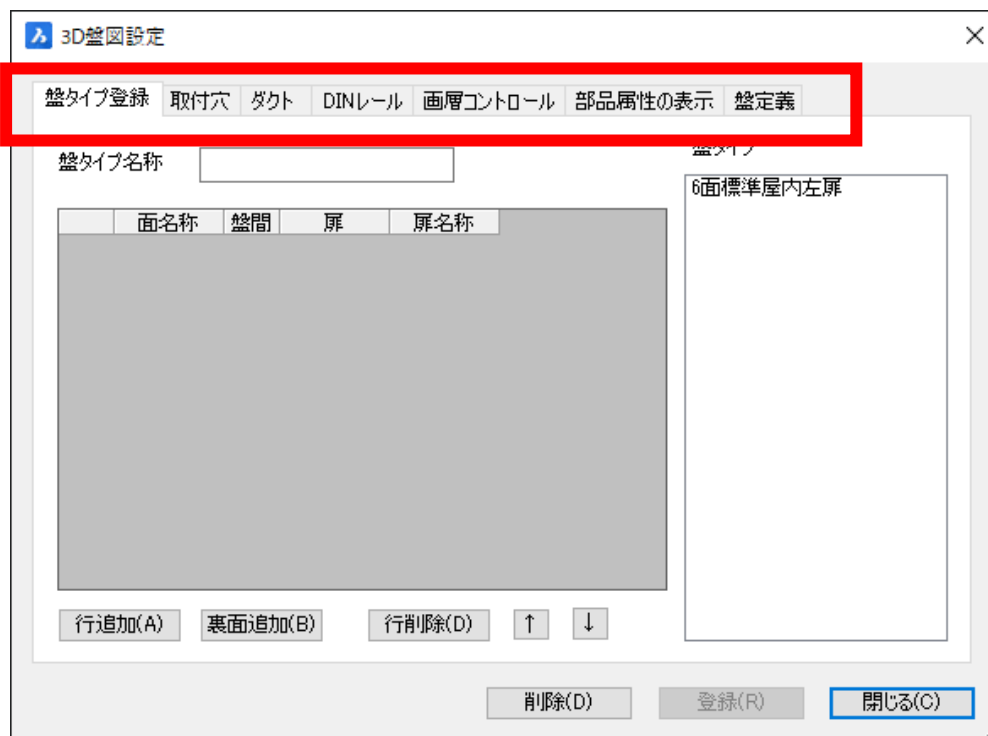 3D盤図設定
盤タイプ登録 取付穴 ダクト DINレール 画層コントロール 部品属性の表示 盤定義
盤タイプ名称
盤タイプ
6面標準屋内左扉
面名称 盤間 扉 扉名称
行追加(A) 裏面追加(B) 行削除(D) ↑ ↓
削除(D) 登録(R) 閉じる(C)